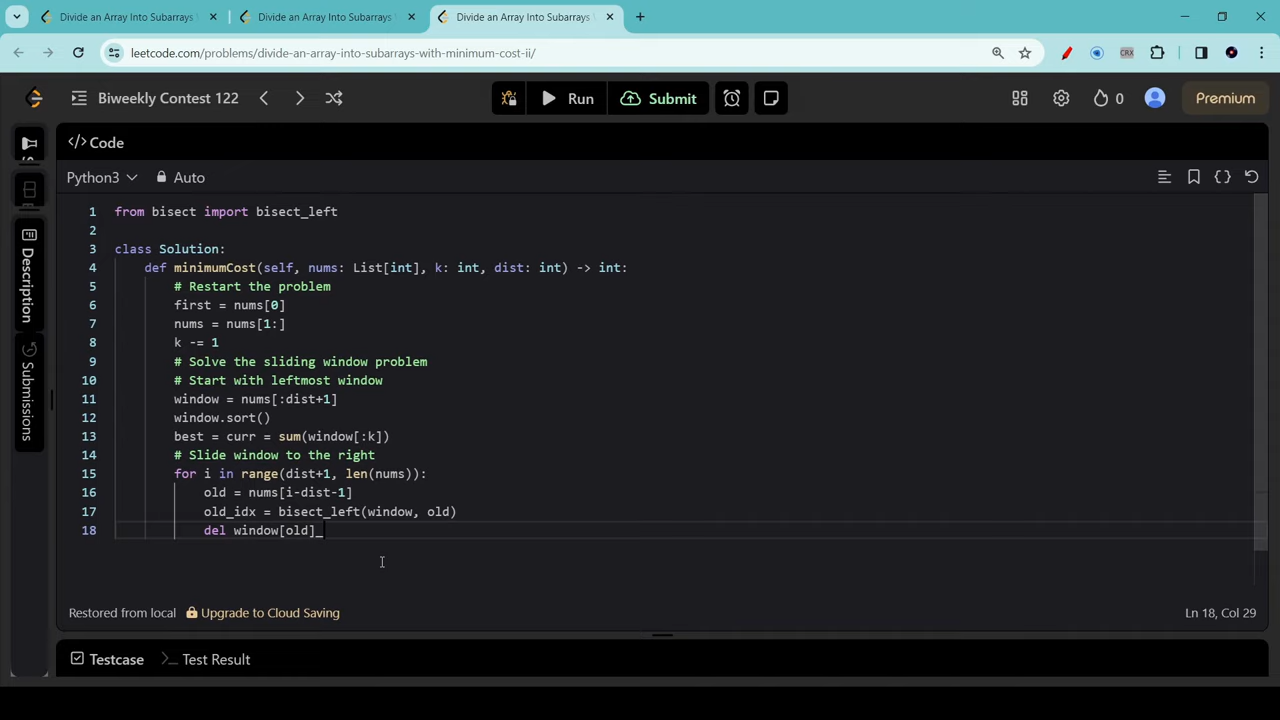 Divide an Array Into Subarrays
Divide an Array Into Subarrays
Divide an Array Into Subarrays
leetcode.com/problems/divide-an-array-into-subarrays-with-minimum-cost-ii/
CRX
Biweekly Contest 122
Run
Submit
0
Premium
</> Code
Python3
Auto
Description
Submissions
1 from bisect import bisect_left
2
3 class Solution:
4 def minimumCost(self, nums: List[int], k: int, dist: int) -> int:
5 # Restart the problem
6 first = nums[0]
7 nums = nums[1:]
8 k -= 1
9 # Solve the sliding window problem
10 # Start with leftmost window
11 window = nums[:dist+1]
12 window.sort()
13 best = curr = sum(window[:k])
14 # Slide window to the right
15 for i in range(dist+1, len(nums)):
16 old = nums[i-dist-1]
17 old_idx = bisect_left(window, old)
18 del window[old]_
Restored from local
Upgrade to Cloud Saving
Ln 18, Col 29
Testcase
>_ Test Result